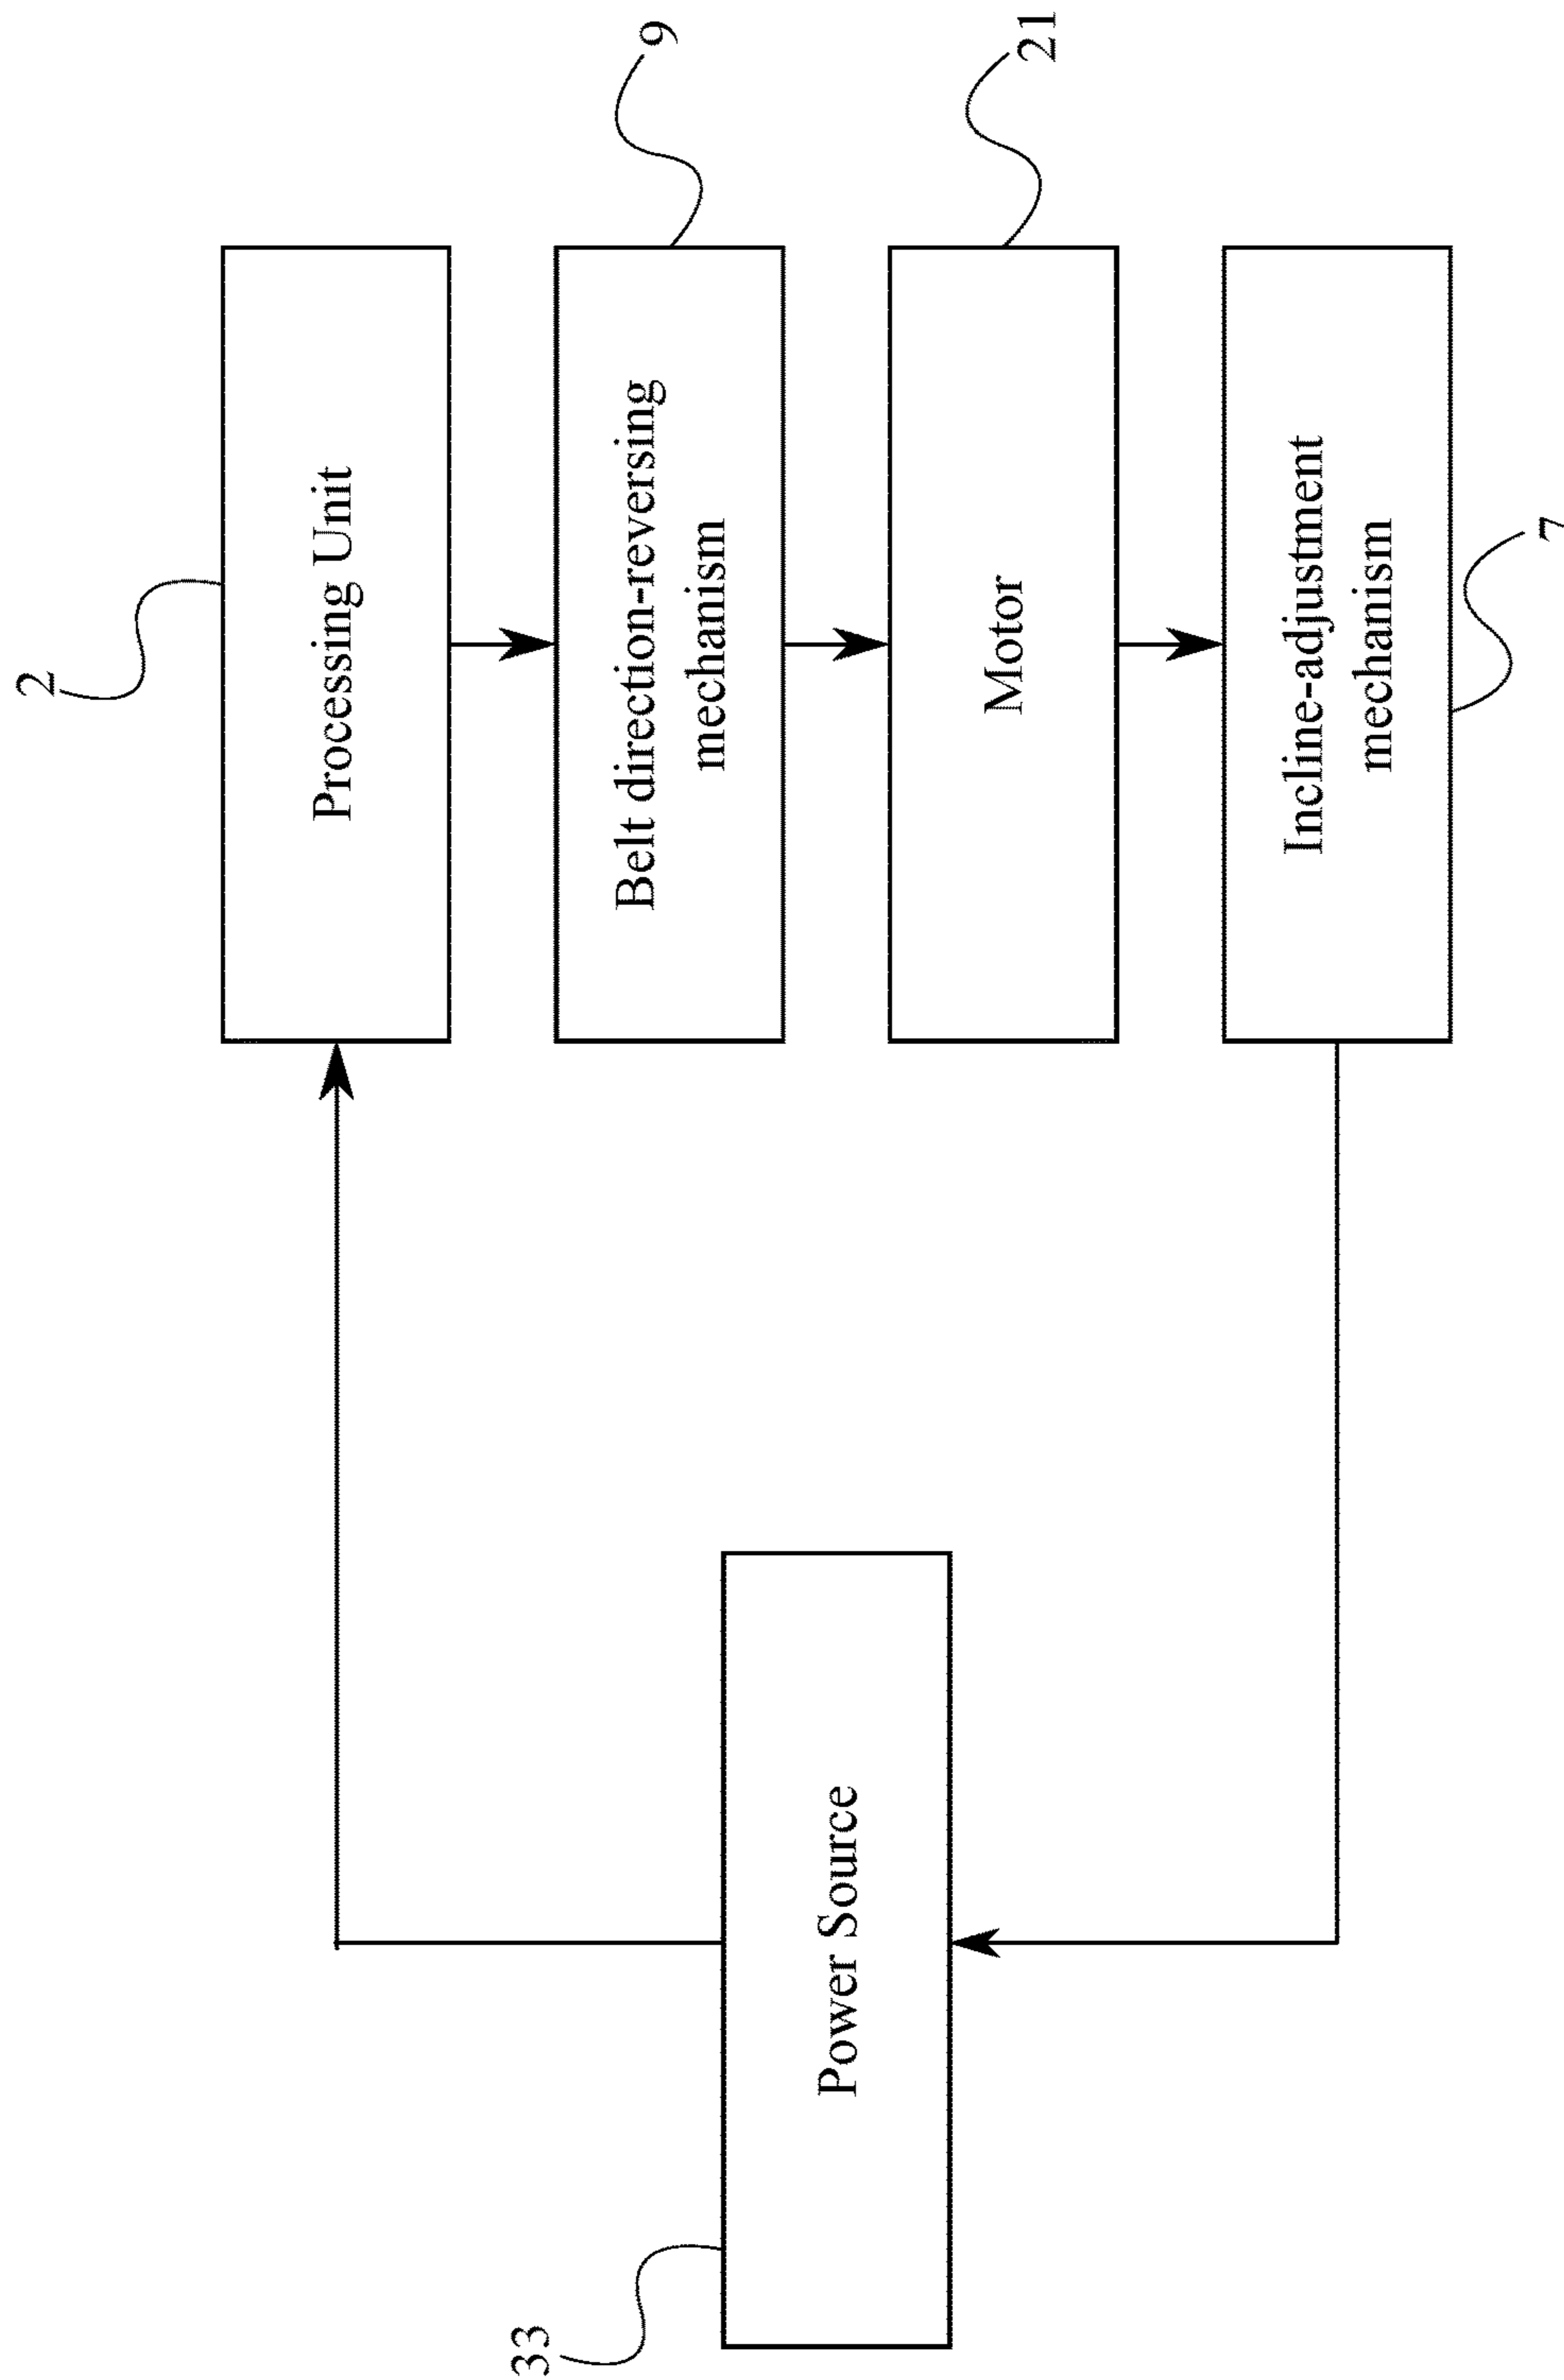 2
Processing Unit
9
Belt direction-reversing
mechanism
33
Power Source
21
Motor
Incline-adjustment
mechanism
7